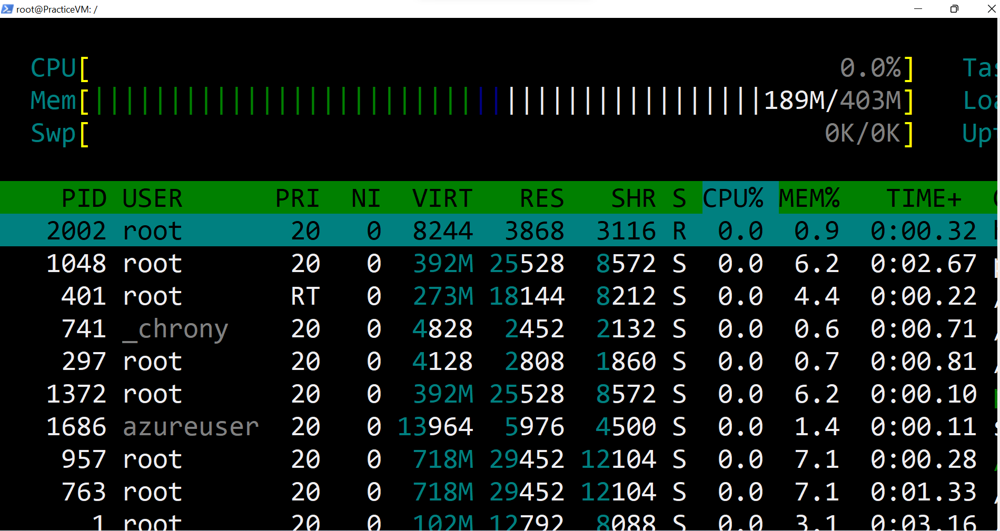 root@PracticeVM: /
CPU[ 0.0%] Tas
Mem[||||||||||||||||||||||||||||||||||||||||||||189M/403M] Loa
Swp[ 0K/0K] Upt
PID USER PRI NI VIRT RES SHR S CPU% MEM% TIME+
2002 root 20 0 8244 3868 3116 R 0.0 0.9 0:00.32
1048 root 20 0 392M 25528 8572 S 0.0 6.2 0:02.67
401 root RT 0 273M 18144 8212 S 0.0 4.4 0:00.22
741 _chrony 20 0 4828 2452 2132 S 0.0 0.6 0:00.71
297 root 20 0 4128 2808 1860 S 0.0 0.7 0:00.81
1372 root 20 0 392M 25528 8572 S 0.0 6.2 0:00.10
1686 azureuser 20 0 13964 5976 4500 S 0.0 1.4 0:00.11
957 root 20 0 718M 29452 12104 S 0.0 7.1 0:00.28
763 root 20 0 718M 29452 12104 S 0.0 7.1 0:01.33
1 root 20 0 102M 12792 8088 S 0.0 3.1 0:03.16